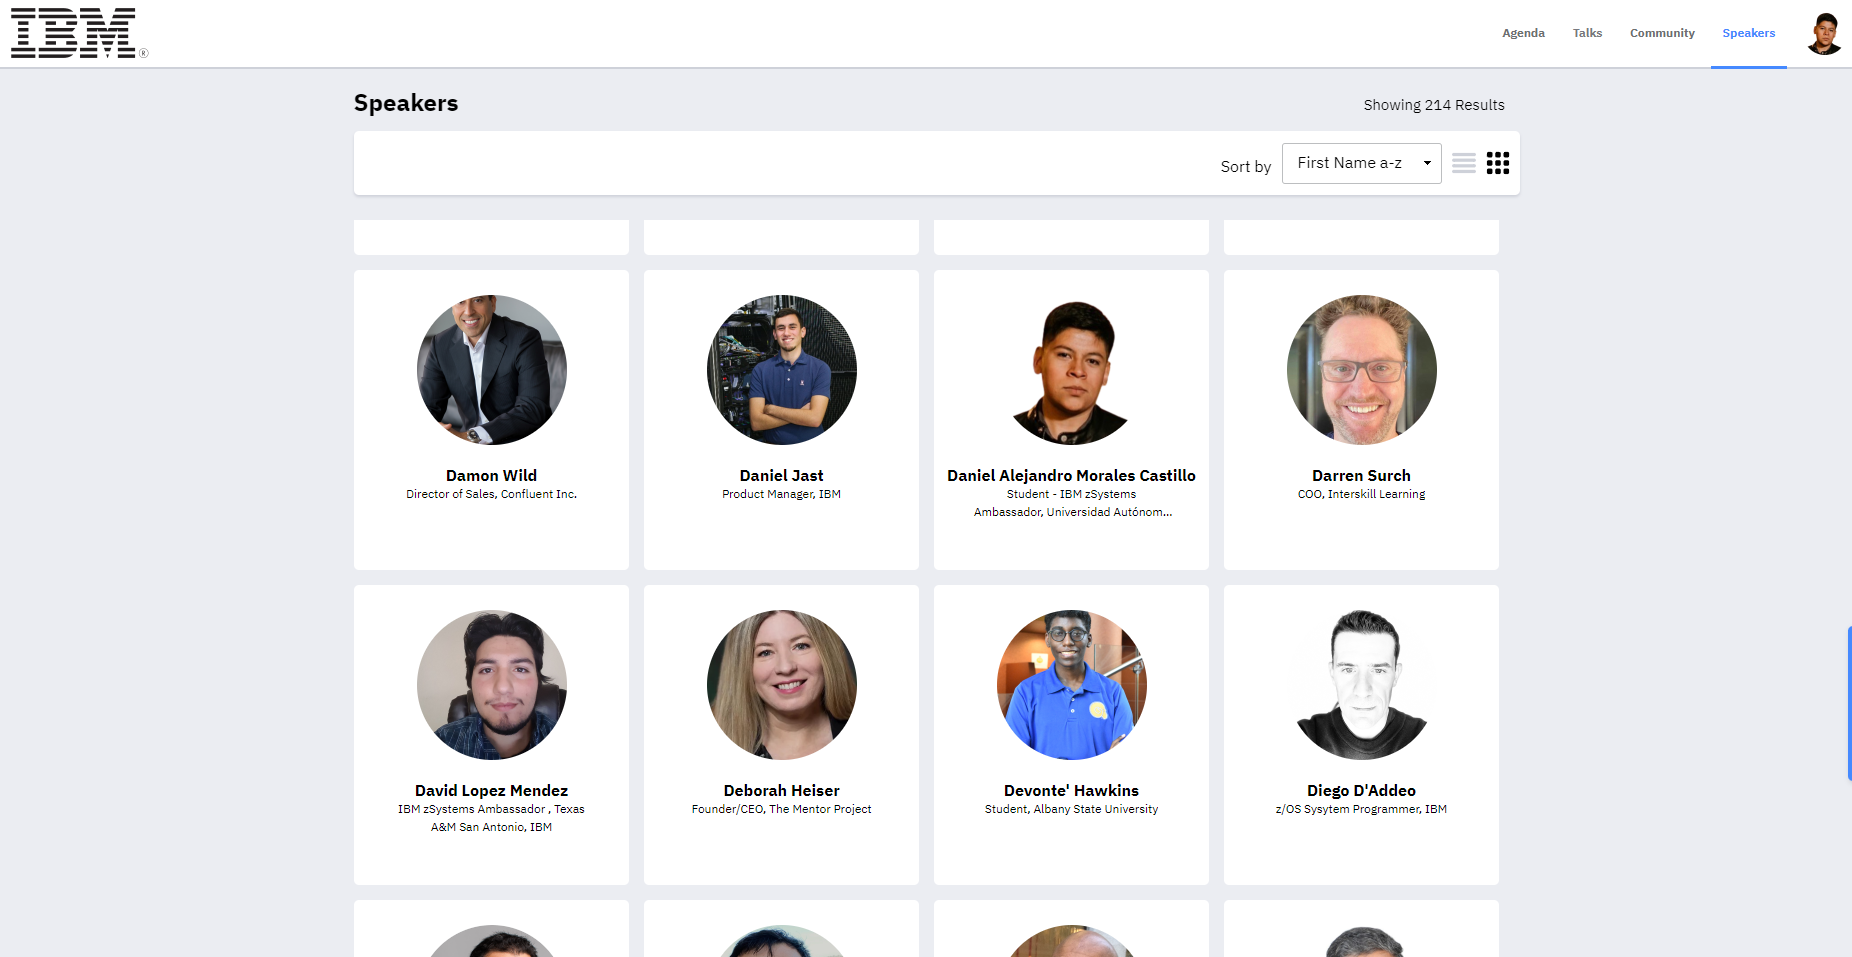 IBM®
Agenda
Talks
Community
Speakers
Speakers
Showing 214 Results
Sort by
First Name a-z
Damon Wild
Director of Sales, Confluent Inc.
Daniel Jast
Product Manager, IBM
Daniel Alejandro Morales Castillo
Student - IBM zSystems
Ambassador, Universidad Autónom...
Darren Surch
COO, Interskill Learning
David Lopez Mendez
IBM zSystems Ambassador , Texas
A&M San Antonio, IBM
Deborah Heiser
Founder/CEO, The Mentor Project
Devonte' Hawkins
Student, Albany State University
Diego D'Addeo
z/OS Sysytem Programmer, IBM